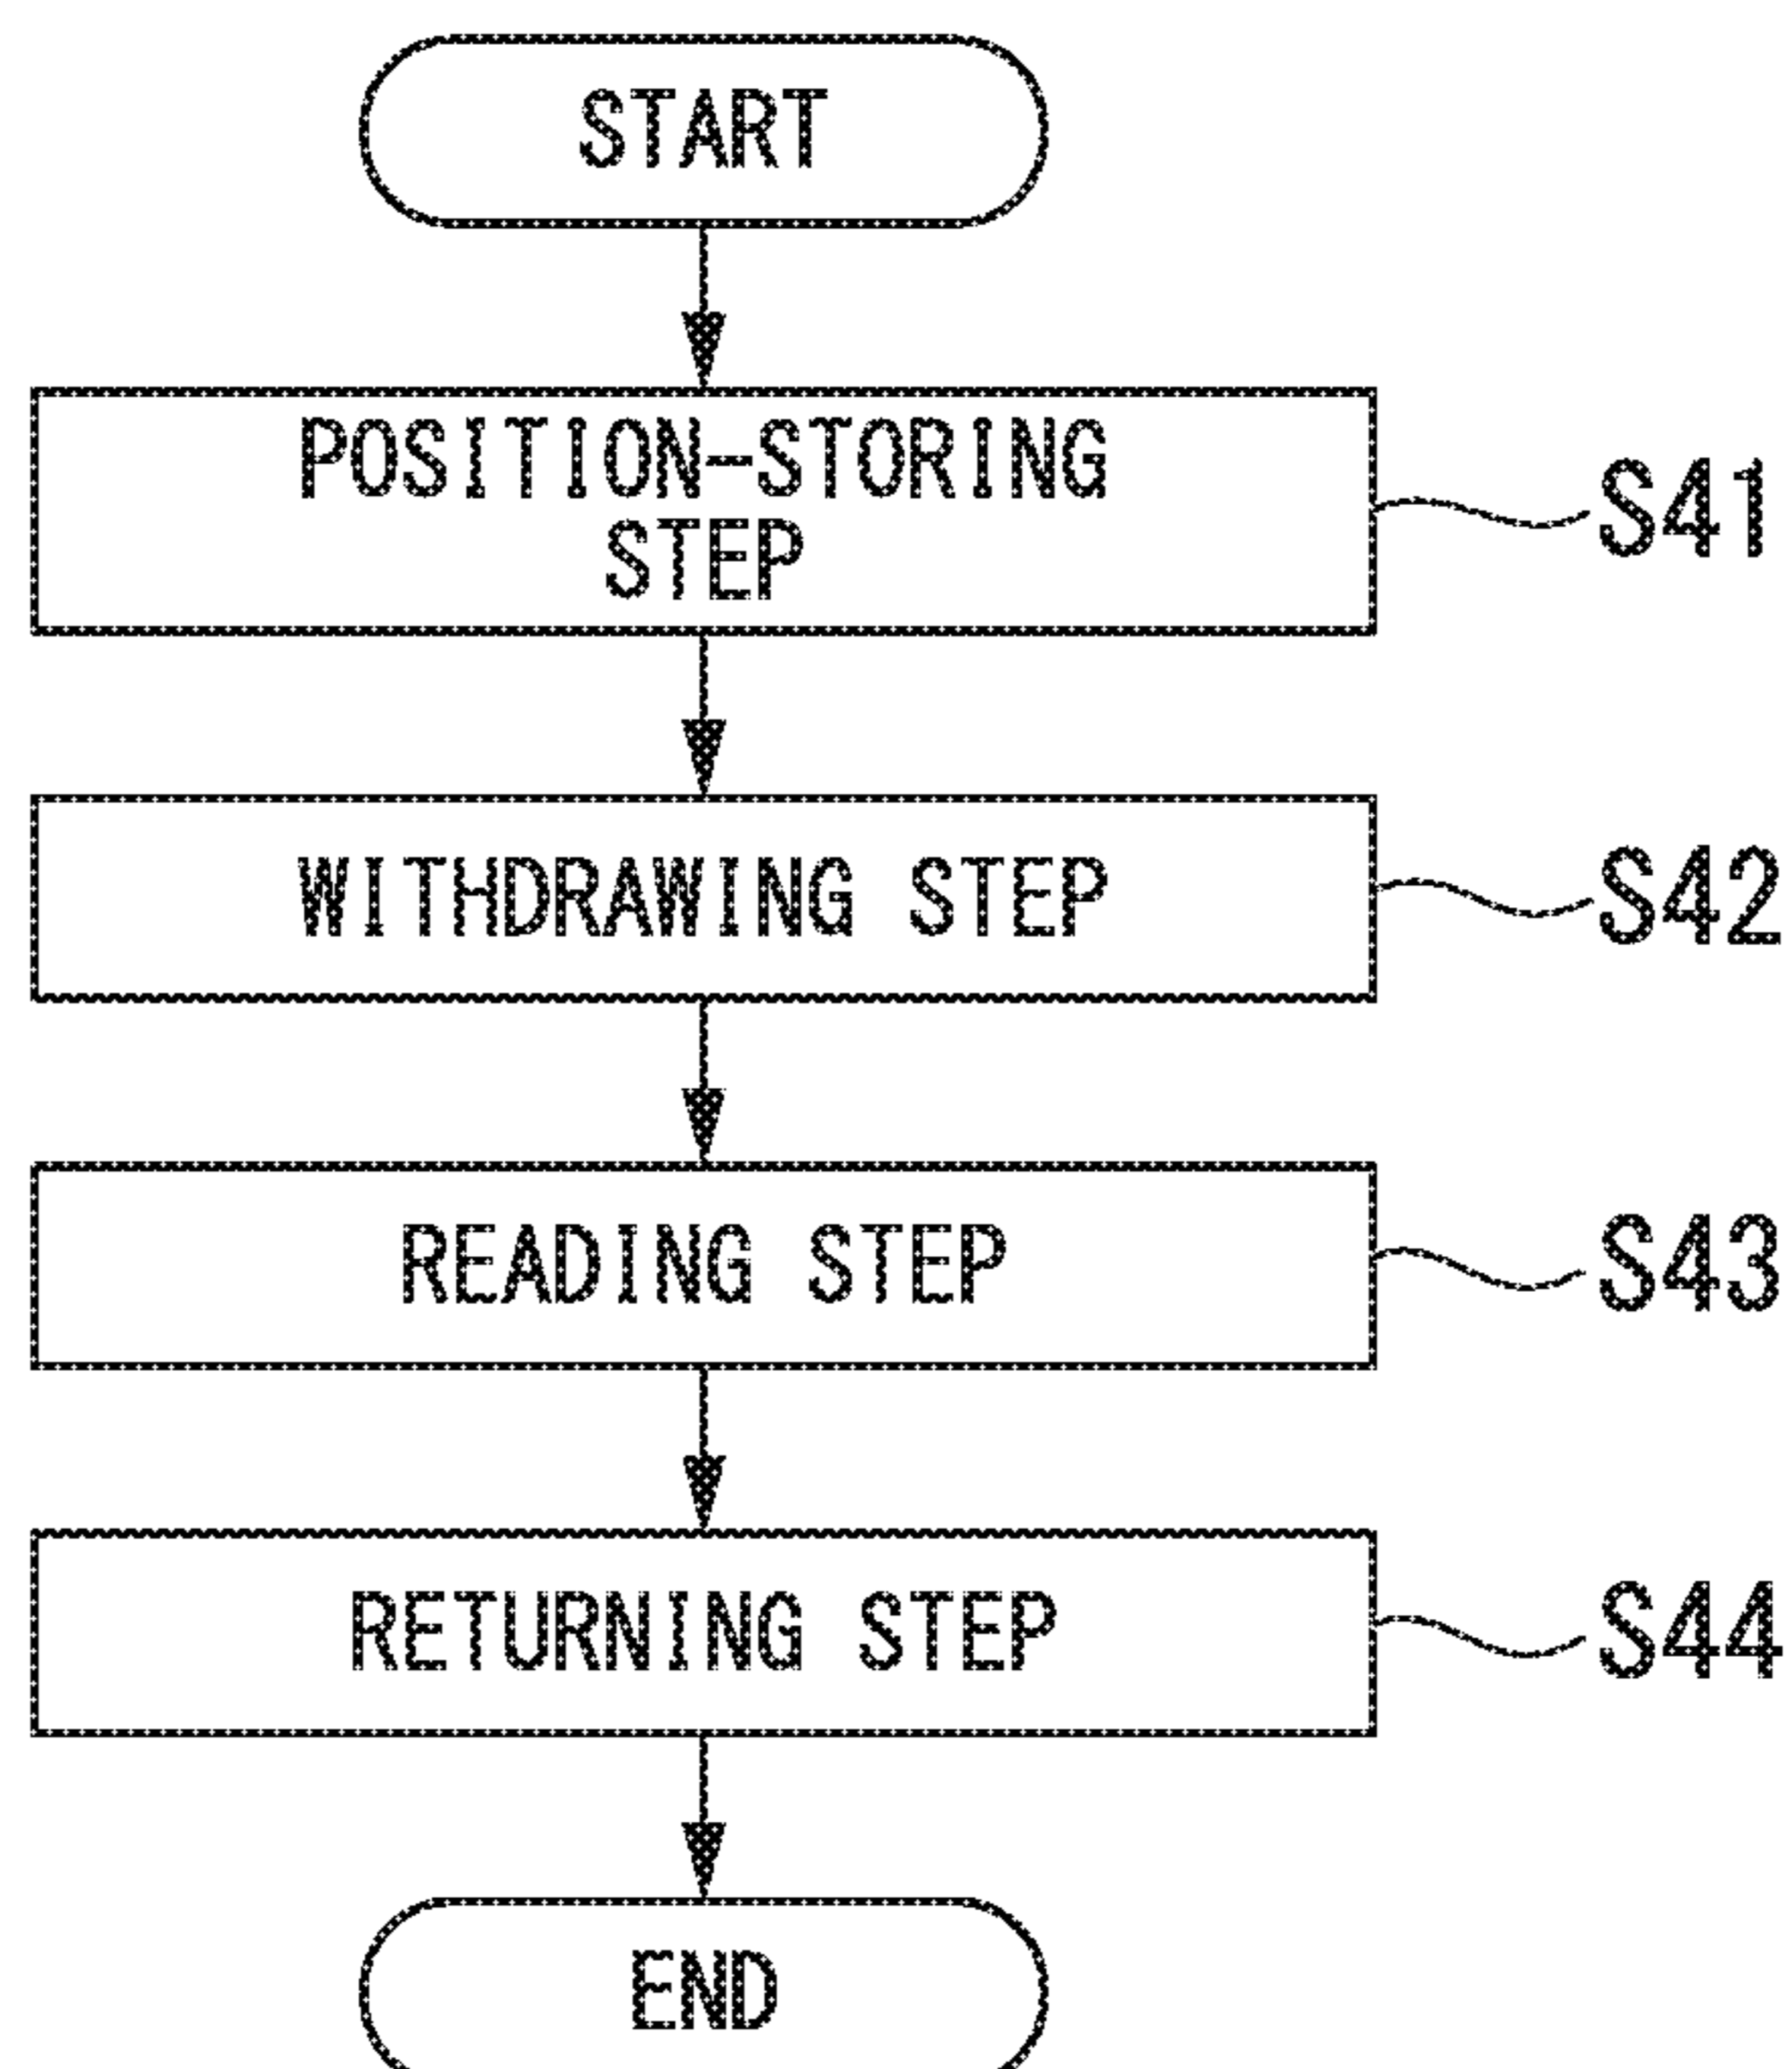 START
POSITION-STORING
STEP
S41
WITHDRAWING STEP
S42
READING STEP
S43
RETURNING STEP
S44
END